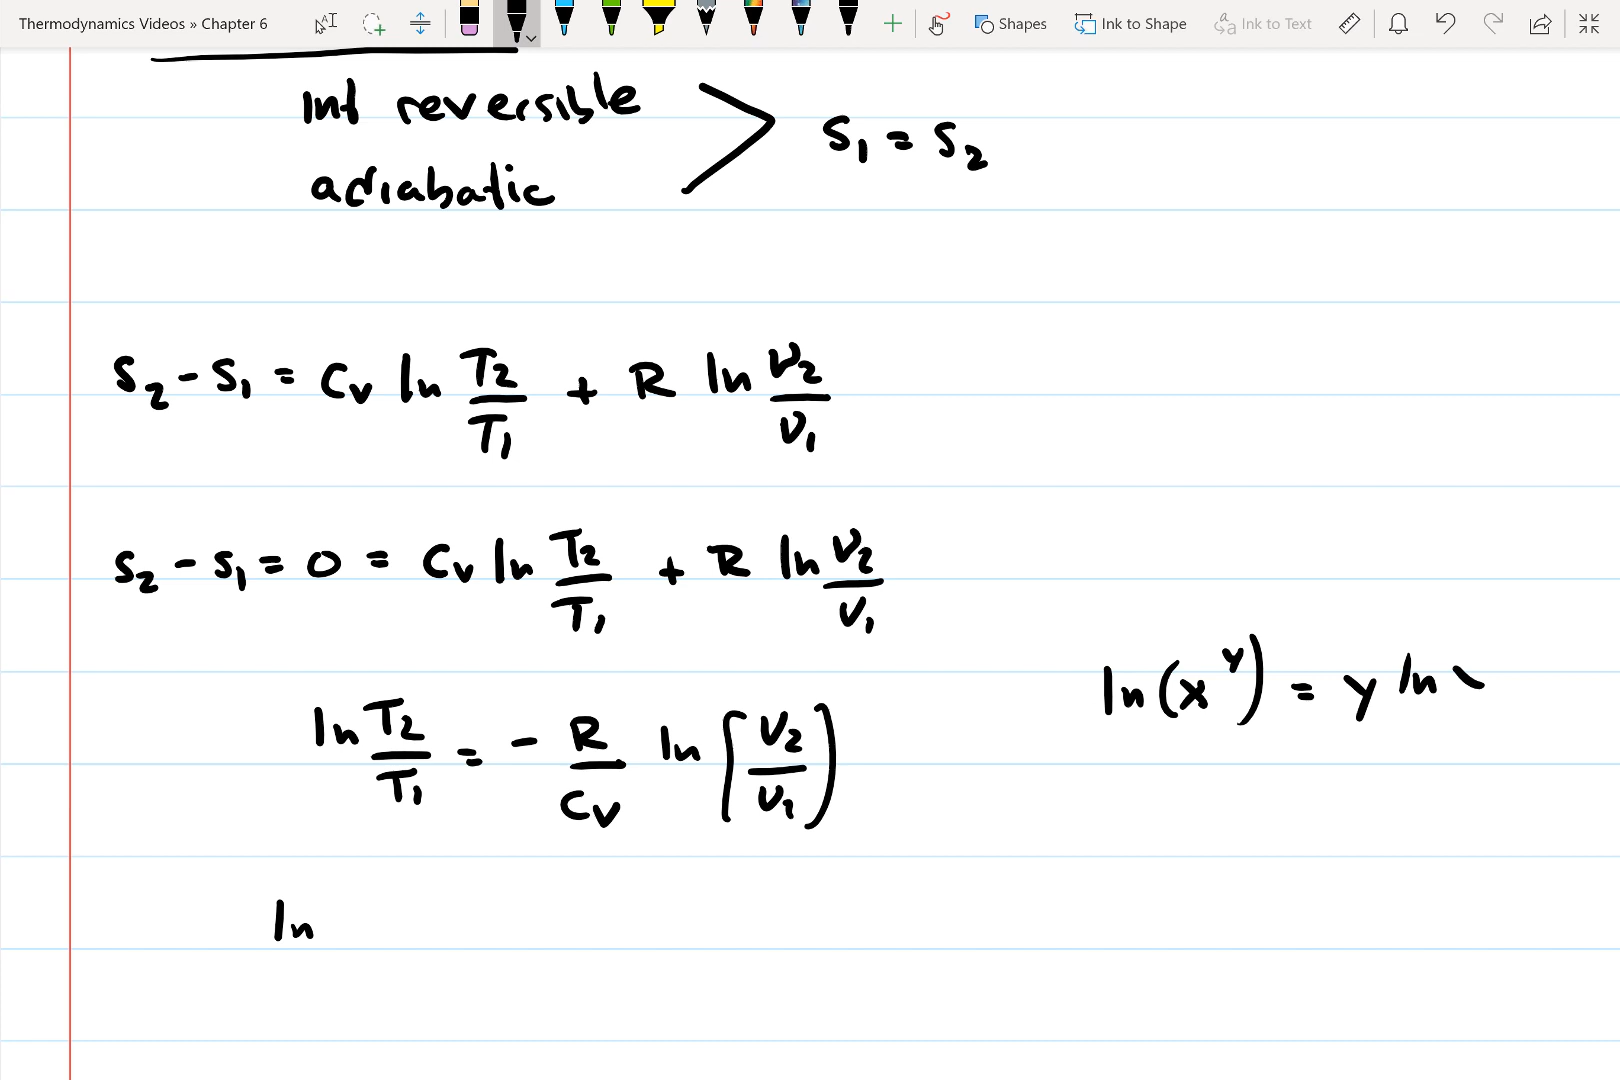 Thermodynamics Videos » Chapter 6
Shapes
Ink to Shape
Ink to Text
Int reversible
adiabatic
S₁ = S₂
S₂ - S₁ = Cv ln T₂/T₁ + R ln V₂/V₁
S₂ - S₁ = 0 = Cv ln T₂/T₁ + R ln V₂/V₁
ln(x^y) = y ln
ln T₂/T₁ = - R/Cv ln (V₂/V₁)
ln